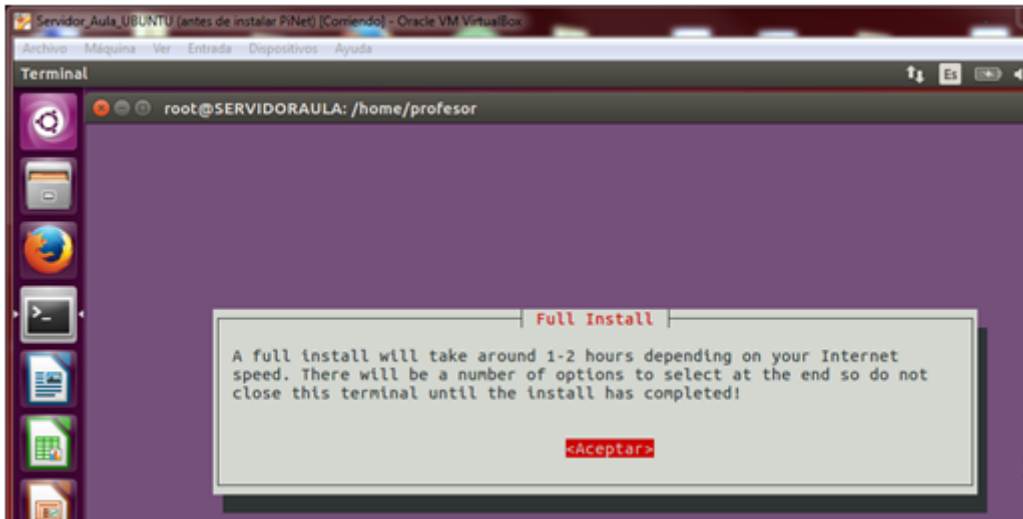 Servidor_Aula_UBUNTU (antes de instalar PiNet) [Corriendo] - Oracle VM VirtualBox
Archivo Máquina Ver Entrada Dispositivos Ayuda
Terminal
Es
root@SERVIDORAULA: /home/profesor
Full Install
A full install will take around 1-2 hours depending on your Internet
speed. There will be a number of options to select at the end so do not
close this terminal until the install has completed!
<Aceptar>